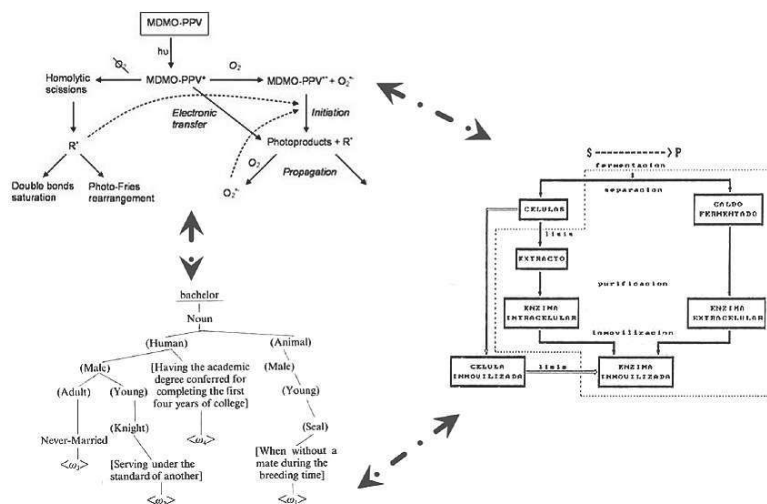 MDMO-PPV
hυ
O₂
O₂
Homolytic
scissions
MDMO-PPV*
MDMO-PPV•⁺ + O₂•⁻
Electronic
transfer
Initiation
R•
Photoproducts + R•
O₂
Propagation
Double bonds
saturation
Photo-Fries
rearrangement
O₂•⁻
S ------------>P
fermentacion
separacion
CELULAS
CALDO
FERMENTADO
lisis
EXTRACTO
purificacion
ENZIMA
INTRACELULAR
ENZIMA
EXTRACELULAR
inmovilizacion
CELULA
INMOVILIZADA
lisis
ENZIMA
INMOVILIZADA
bachelor
Noun
(Human)
(Animal)
(Male)
[Having the academic
degree conferred for
completing the first
four years of college]
(Male)
(Adult)
(Young)
(Young)
(Knight)
(Seal)
Never-Married
<ω₄>
<ω₁>
[Serving under the
standard of another]
[When without a
mate during the
breeding time]